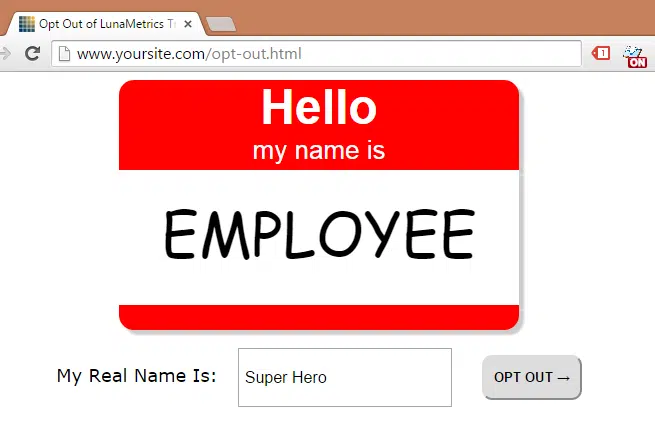 Opt Out of LunaMetrics Tr
www.yoursite.com/opt-out.html
1
ON
Hello
my name is
EMPLOYEE
My Real Name Is:
Super Hero
OPT OUT →